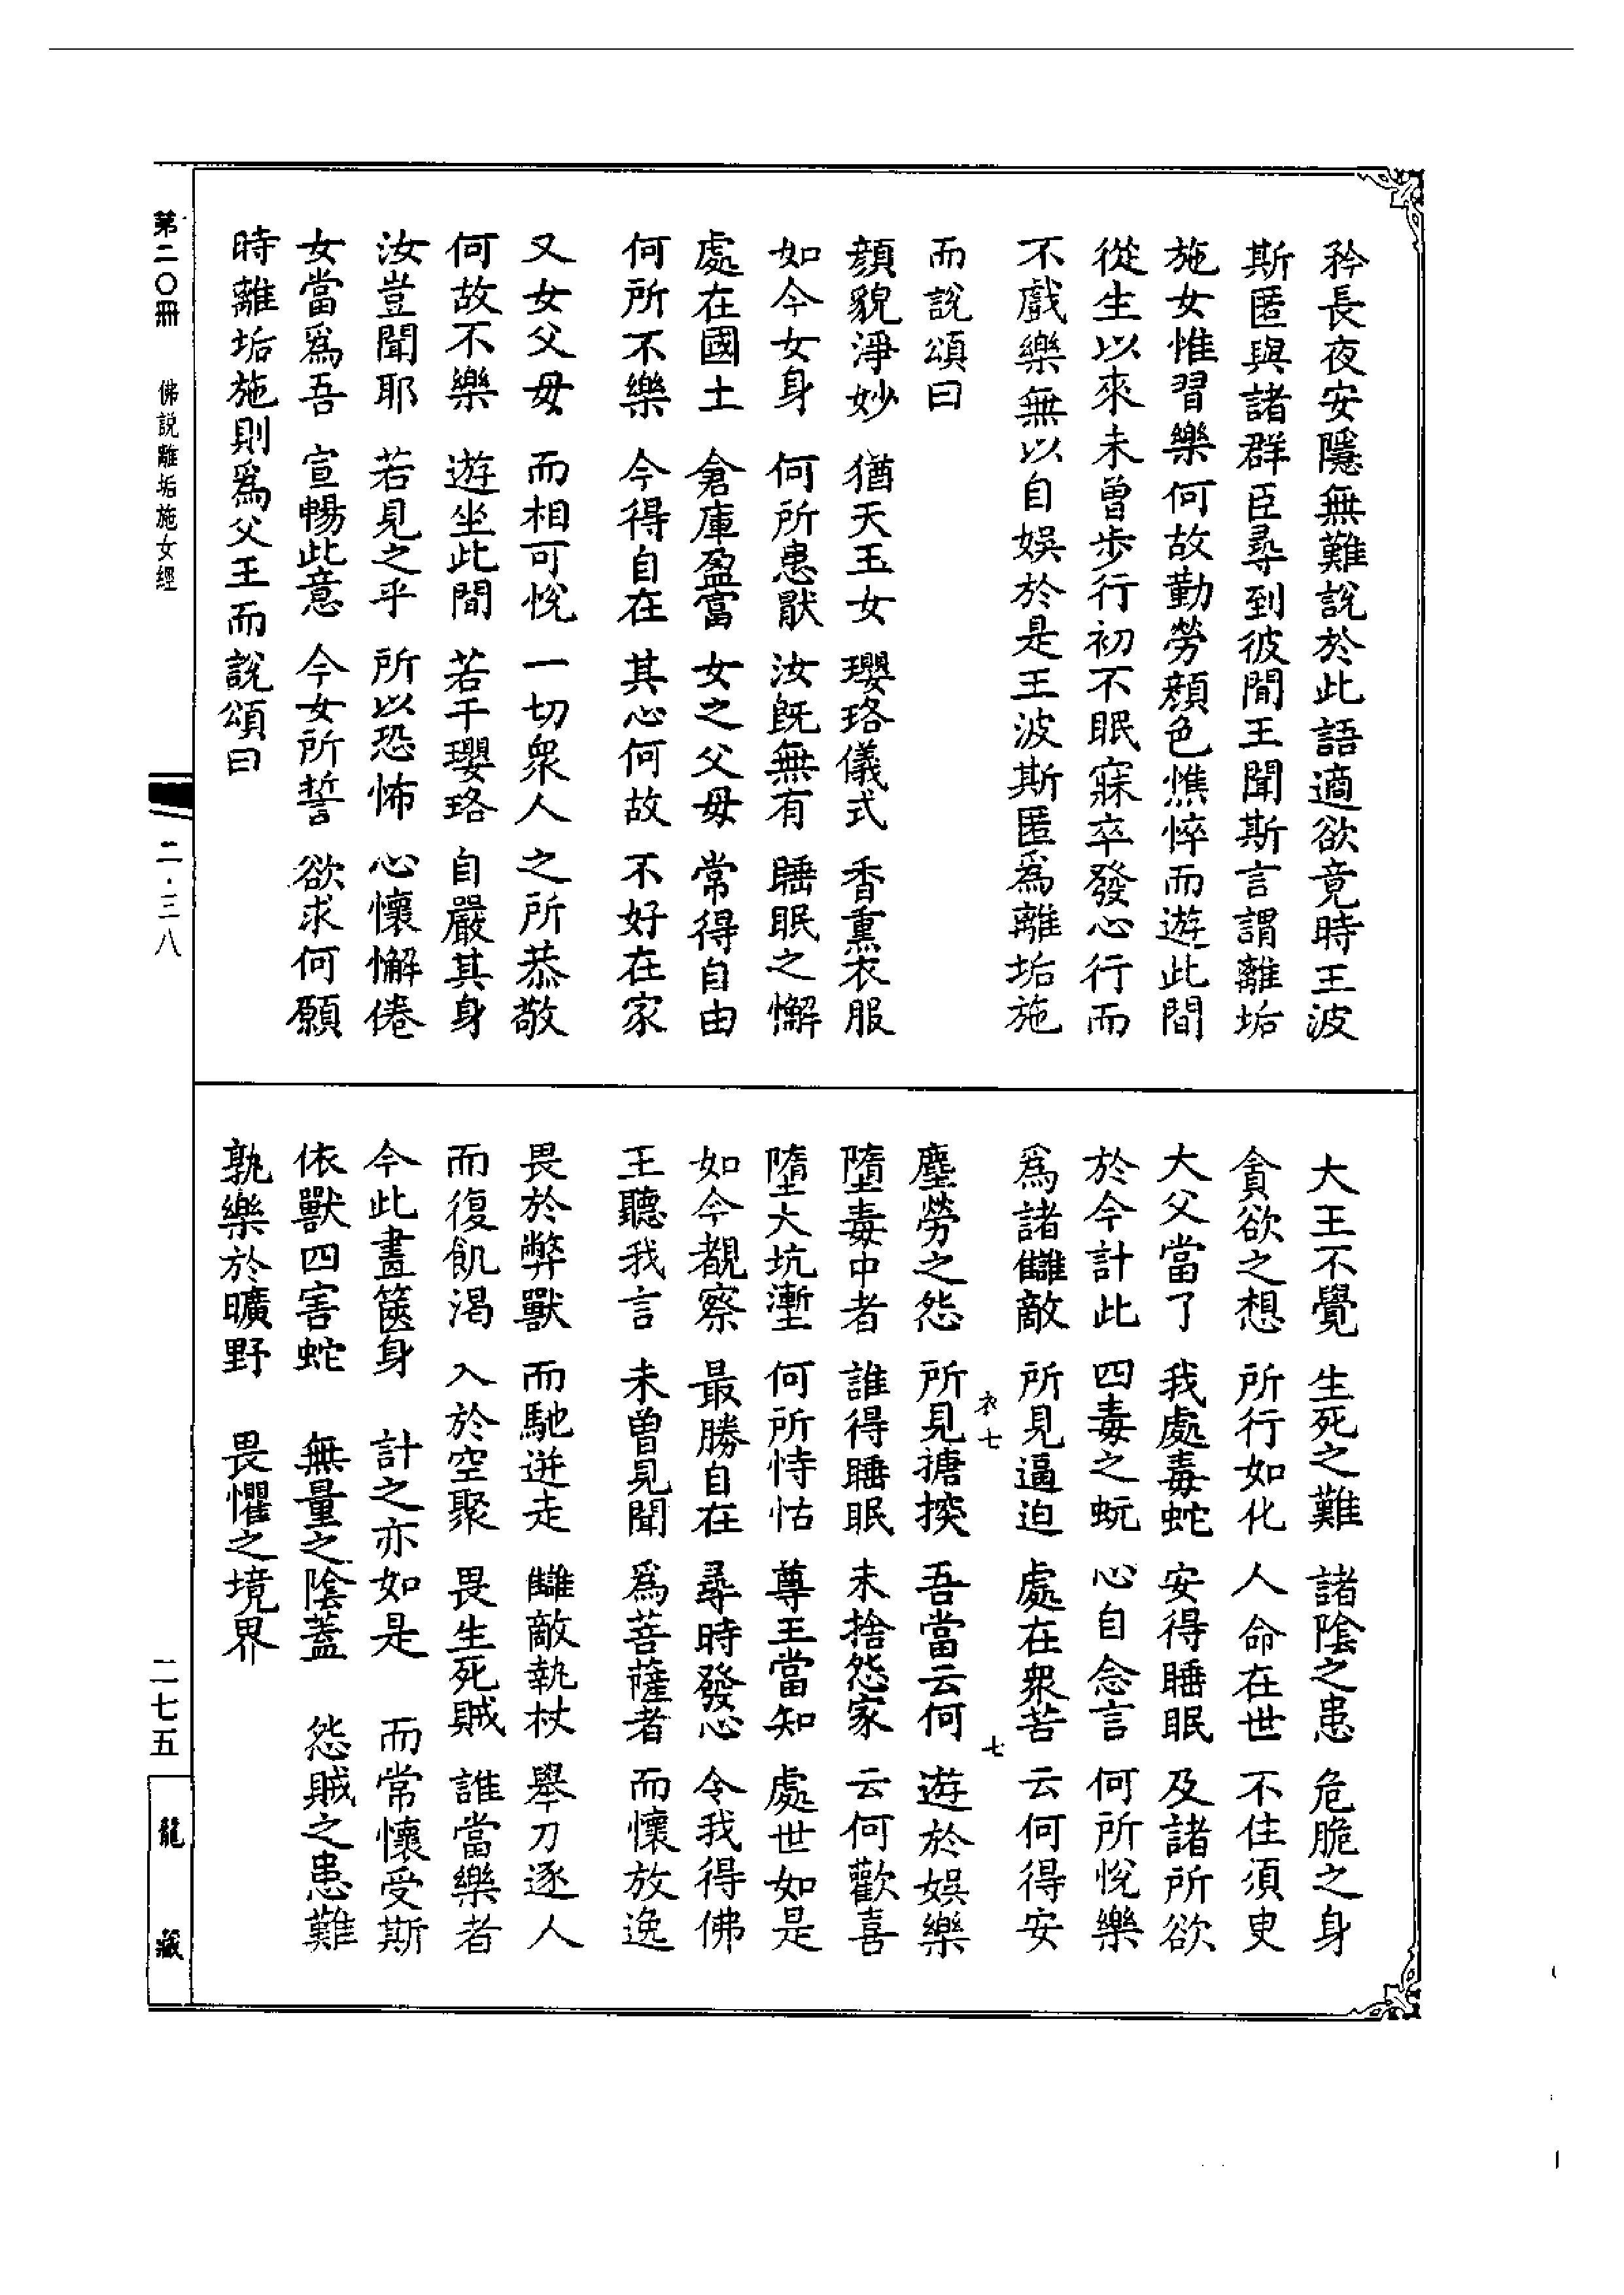 矜長夜安隱無難說於此語適欲竟時王波
斯匿與諸群臣尋到彼間王聞斯言謂離垢
施女惟習樂何故勤勞顏色憔悴而遊此間
從生以來未曾步行初不眠寐卒發心行而
不戲樂無以自娛於是王波斯匿爲離垢施
而說頌曰
顏貌淨妙　猶天玉女　瓔珞儀式　香熏衣服
如今女身　何所患猒　汝旣無有　睡眠之懈
處在國土　倉庫盈富　女之父母　常得自由
何所不樂　今得自在　其心何故　不好在家
又女父母　而相可悅　一切衆人　之所恭敬
何故不樂　遊坐此間　若干瓔珞　自嚴其身
汝豈聞耶　若見之乎　所以恐怖　心懷懈倦
女當爲吾　宣暢此意　今女所誓　欲求何願
時離垢施則爲父王而說頌曰
大王不覺　生死之難　諸陰之患　危脆之身
貪欲之想　所行如化　人命在世　不住須臾
大父當了　我處毒蛇　安得睡眠　及諸所欲
於今計此　四毒之蚖　心自念言　何所悅樂
爲諸讎敵　所見逼迫　處在衆苦　云何得安
衣七　七
塵勞之怨　所見搪揬　吾當云何　遊於娛樂
墮毒中者　誰得睡眠　未捨怨家　云何歡喜
墮大坑塹　何所恃怙　尊王當知　處世如是
如今觀察　最勝自在　尋時發心　令我得佛
王聽我言　未曾見聞　爲菩薩者　而懷放逸
畏於弊獸　而馳迸走　讎敵執杖　舉刀逐人
而復飢渴　入於空聚　畏生死賊　誰當樂者
今此畫篋身　計之亦如是　而常懷受斯
依獸四害蛇　無量之陰蓋　怨賊之患難
孰樂於曠野　畏懼之境界
第二〇冊　佛說離垢施女經　二·三八　二七五　龍藏